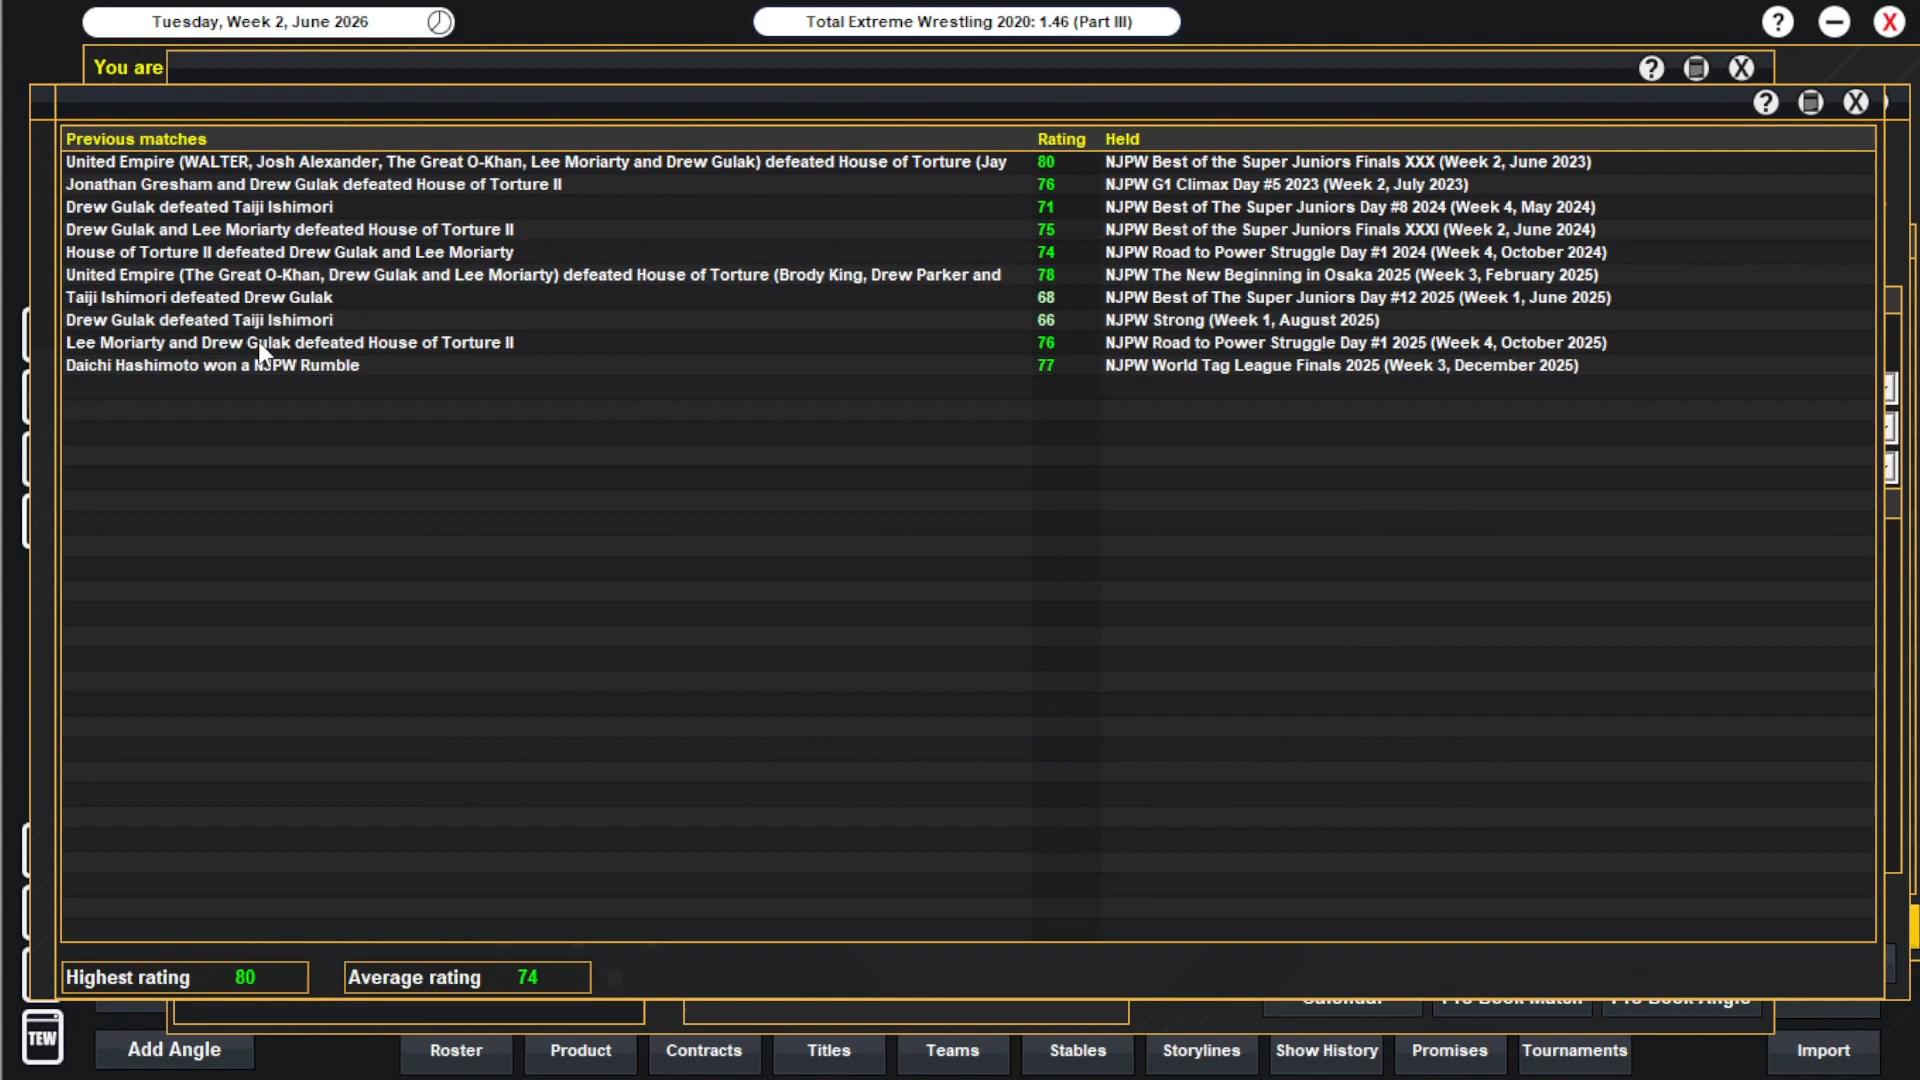 Tuesday, Week 2, June 2026
Total Extreme Wrestling 2020: 1.46 (Part III)
You are
Previous matches Rating Held
United Empire (WALTER, Josh Alexander, The Great O-Khan, Lee Moriarty and Drew Gulak) defeated House of Torture (Jay 80 NJPW Best of the Super Juniors Finals XXX (Week 2, June 2023)
Jonathan Gresham and Drew Gulak defeated House of Torture II 76 NJPW G1 Climax Day #5 2023 (Week 2, July 2023)
Drew Gulak defeated Taiji Ishimori 71 NJPW Best of The Super Juniors Day #8 2024 (Week 4, May 2024)
Drew Gulak and Lee Moriarty defeated House of Torture II 75 NJPW Best of the Super Juniors Finals XXXI (Week 2, June 2024)
House of Torture II defeated Drew Gulak and Lee Moriarty 74 NJPW Road to Power Struggle Day #1 2024 (Week 4, October 2024)
United Empire (The Great O-Khan, Drew Gulak and Lee Moriarty) defeated House of Torture (Brody King, Drew Parker and 78 NJPW The New Beginning in Osaka 2025 (Week 3, February 2025)
Taiji Ishimori defeated Drew Gulak 68 NJPW Best of The Super Juniors Day #12 2025 (Week 1, June 2025)
Drew Gulak defeated Taiji Ishimori 66 NJPW Strong (Week 1, August 2025)
Lee Moriarty and Drew Gulak defeated House of Torture II 76 NJPW Road to Power Struggle Day #1 2025 (Week 4, October 2025)
Daichi Hashimoto won a NJPW Rumble 77 NJPW World Tag League Finals 2025 (Week 3, December 2025)
Highest rating 80 Average rating 74
Calendar Pre Book Match Pre Book Angle
TEW Add Angle Roster Product Contracts Titles Teams Stables Storylines Show History Promises Tournaments Import